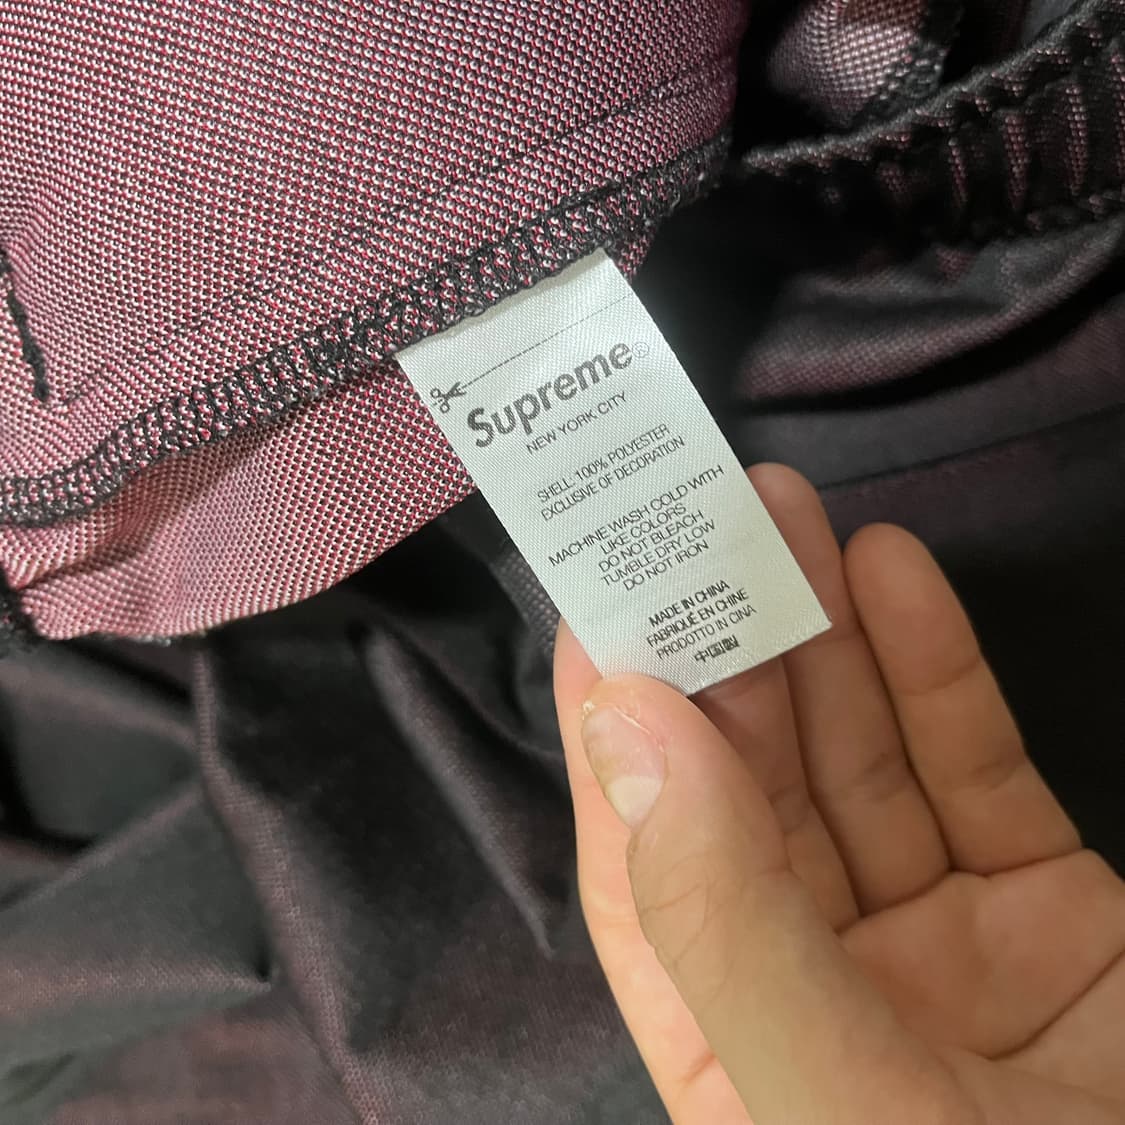 Supreme®
NEW YORK CITY
SHELL 100% POLYESTER
EXCLUSIVE OF DECORATION
MACHINE WASH COLD WITH
LIKE COLORS
DO NOT BLEACH
TUMBLE DRY LOW
DO NOT IRON
MADE IN CHINA
FABRIQUÉ EN CHINE
PRODOTTO IN CINA
中国製